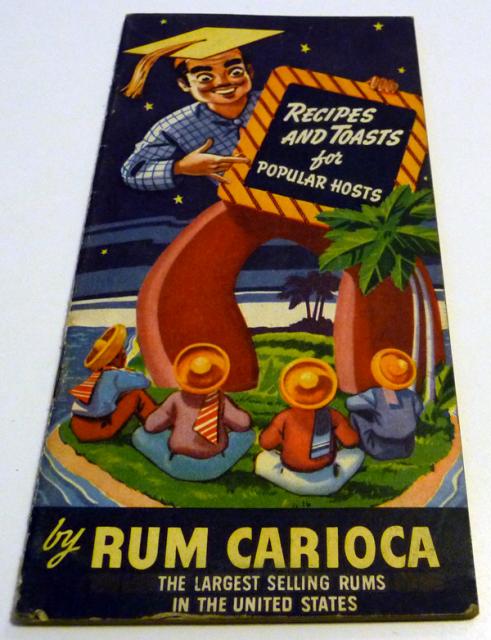 RECIPES
AND TOASTS
for
POPULAR HOSTS
by RUM CARIOCA
THE LARGEST SELLING RUMS
IN THE UNITED STATES